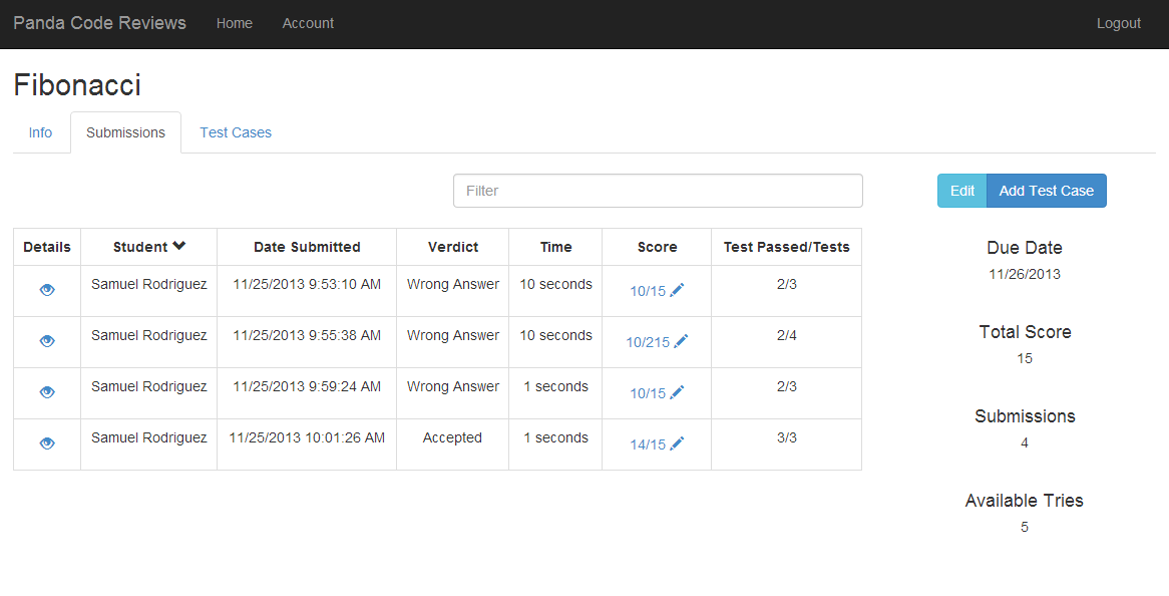 Panda Code Reviews Home Account Logout
Fibonacci
Info Submissions Test Cases
Filter Edit Add Test Case
Details Student Date Submitted Verdict Time Score Test Passed/Tests
Samuel Rodriguez 11/25/2013 9:53:10 AM Wrong Answer 10 seconds 10/15 2/3
Samuel Rodriguez 11/25/2013 9:55:38 AM Wrong Answer 10 seconds 10/215 2/4
Samuel Rodriguez 11/25/2013 9:59:24 AM Wrong Answer 1 seconds 10/15 2/3
Samuel Rodriguez 11/25/2013 10:01:26 AM Accepted 1 seconds 14/15 3/3
Due Date
11/26/2013
Total Score
15
Submissions
4
Available Tries
5